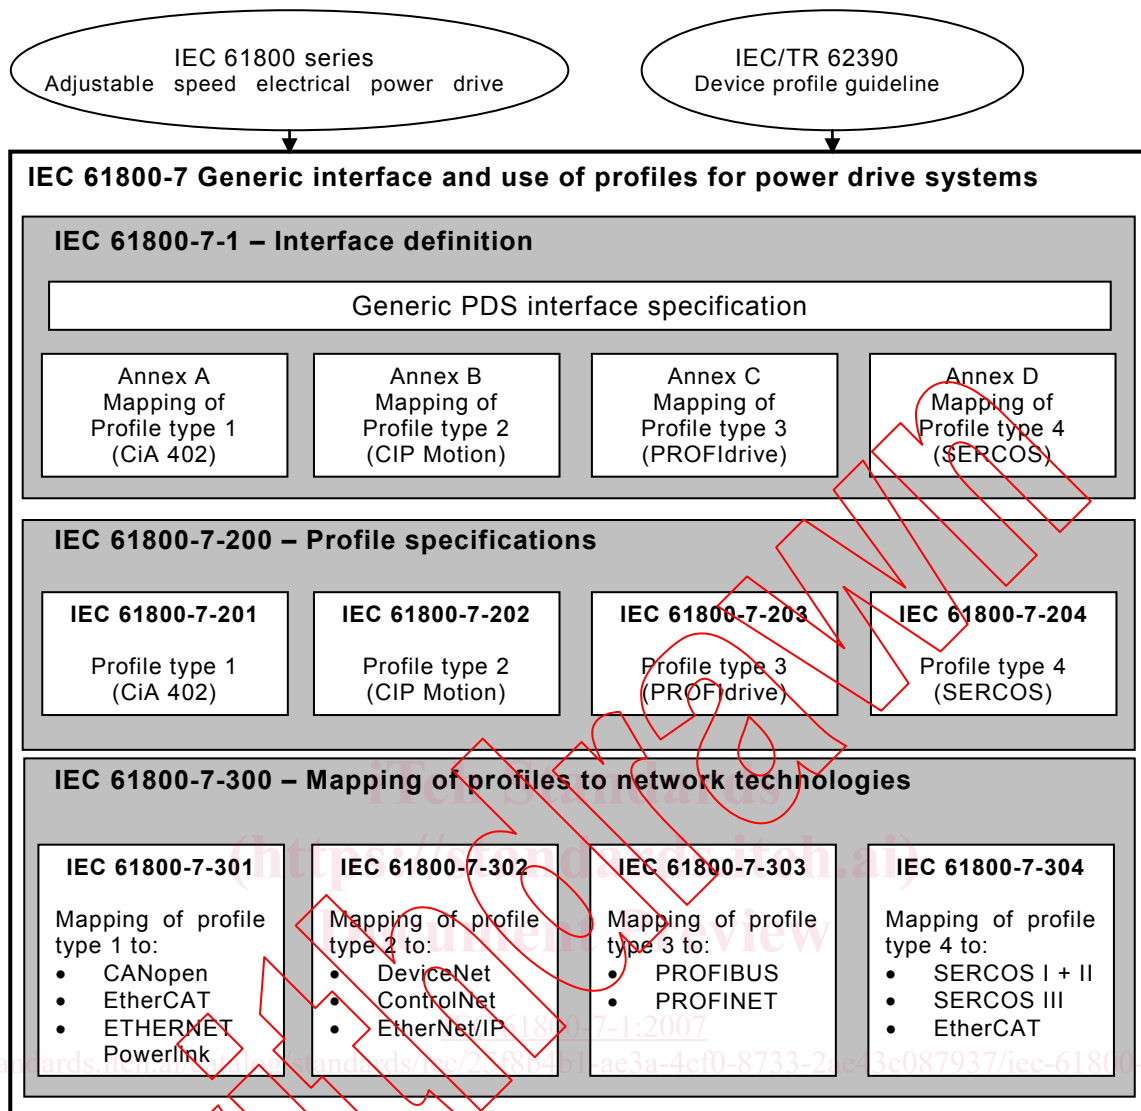 IEC 61800 series
Adjustable speed electrical power drive
IEC/TR 62390
Device profile guideline
IEC 61800-7 Generic interface and use of profiles for power drive systems
IEC 61800-7-1 – Interface definition
Generic PDS interface specification
Annex A
Mapping of
Profile type 1
(CiA 402)
Annex B
Mapping of
Profile type 2
(CIP Motion)
Annex C
Mapping of
Profile type 3
(PROFIdrive)
Annex D
Mapping of
Profile type 4
(SERCOS)
IEC 61800-7-200 – Profile specifications
IEC 61800-7-201
Profile type 1
(CiA 402)
IEC 61800-7-202
Profile type 2
(CIP Motion)
IEC 61800-7-203
Profile type 3
(PROFIdrive)
IEC 61800-7-204
Profile type 4
(SERCOS)
IEC 61800-7-300 – Mapping of profiles to network technologies
IEC 61800-7-301
Mapping of profile
type 1 to:
• CANopen
• EtherCAT
• ETHERNET
Powerlink
IEC 61800-7-302
Mapping of profile
type 2 to:
• DeviceNet
• ControlNet
• EtherNet/IP
IEC 61800-7-303
Mapping of profile
type 3 to:
• PROFIBUS
• PROFINET
IEC 61800-7-304
Mapping of profile
type 4 to:
• SERCOS I + II
• SERCOS III
• EtherCAT
iTeh Standards
(https://standards.iteh.ai)
Document Preview
61800-7-1:2007